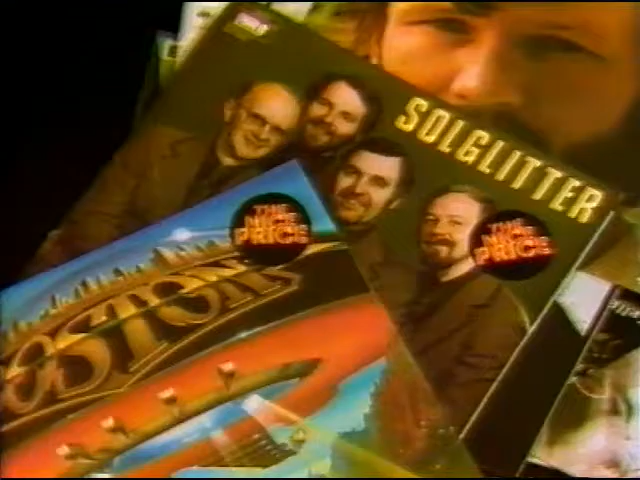 SOLGLITTER
THE
NICE
PRICE
THE
NICE
PRICE
BOSTON